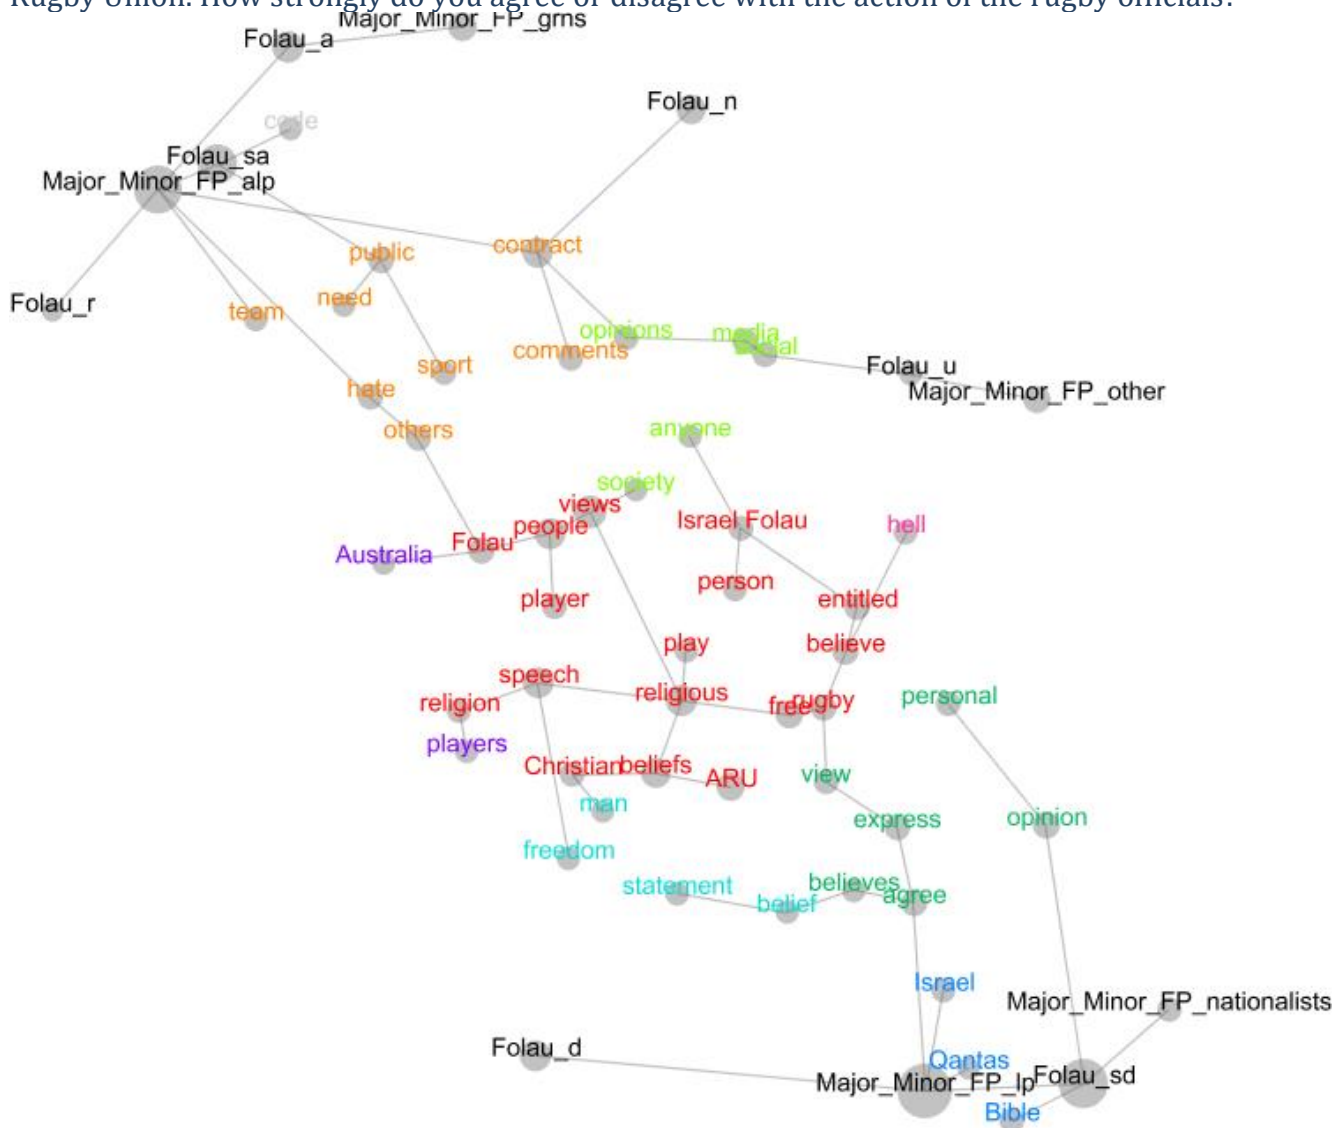 Rugby Union. How strongly do you agree or disagree with the action of the rugby officials?
Major_Minor_FP_grns
Folau_a
Folau_n
code
Folau_sa
Major_Minor_FP_alp
contract
public
need
Folau_r
team
opinions
media
social
comments
sport
Folau_u
Major_Minor_FP_other
hate
others
anyone
society
views
Israel Folau
hell
people
Folau
Australia
person
player
entitled
play
believe
speech
religious
personal
religion
free
rugby
players
Christian
beliefs
ARU
view
man
express
opinion
freedom
statement
believes
agree
belief
Israel
Major_Minor_FP_nationalists
Folau_d
Qantas
Major_Minor_FP_lp
Folau_sd
Bible